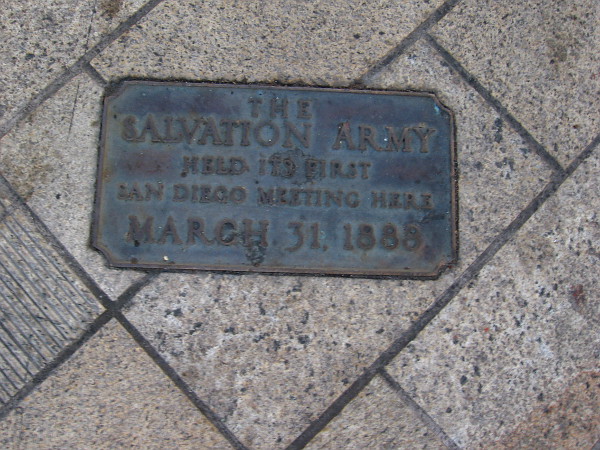 THE
SALVATION ARMY
HELD ITS FIRST
SAN DIEGO MEETING HERE
MARCH 31, 1888.